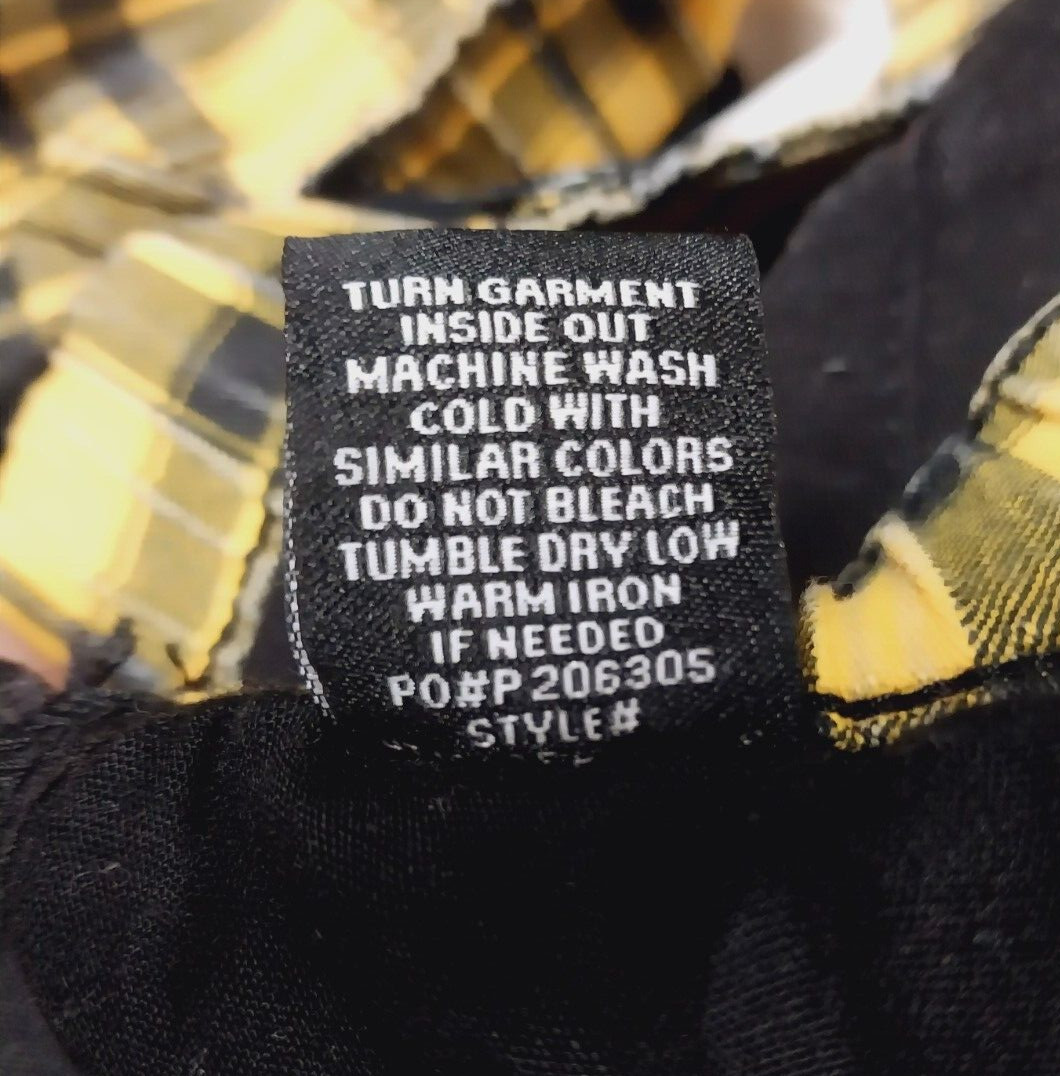 TURN GARMENT
INSIDE OUT
MACHINE WASH
COLD WITH
SIMILAR COLORS
DO NOT BLEACH
TUMBLE DRY LOW
WARM IRON
IF NEEDED
PO#P206305
STYLE#